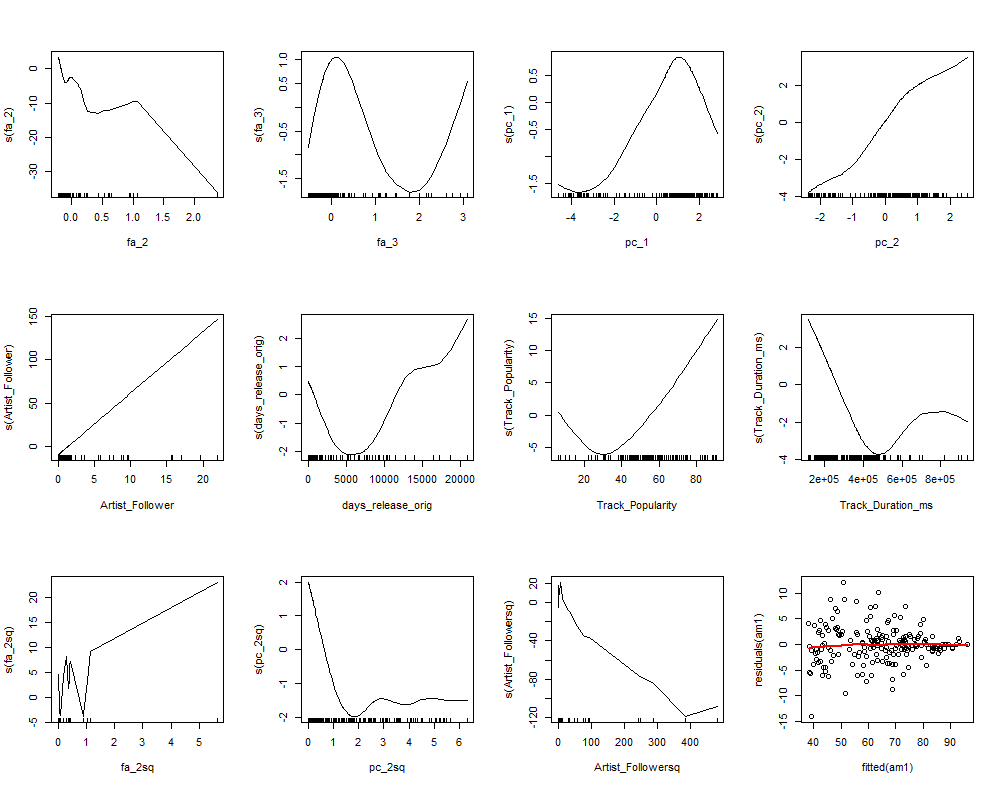 s(fa_2)
0
-10
-20
-30
0.0 0.5 1.0 1.5 2.0
fa_2
s(fa_3)
1.0
0.5
-0.5
-1.5
0 1 2 3
fa_3
s(pc_1)
0.5
-0.5
-1.5
-4 -2 0 2
pc_1
s(pc_2)
2
0
-2
-4
-2 -1 0 1 2
pc_2
s(Artist_Follower)
150
100
50
0
0 5 10 15 20
Artist_Follower
s(days_release_orig)
2
1
0
-1
-2
0 5000 10000 15000 20000
days_release_orig
s(Track_Popularity)
15
10
5
0
-5
20 40 60 80
Track_Popularity
s(Track_Duration_ms)
2
0
-2
-4
2e+05 4e+05 6e+05 8e+05
Track_Duration_ms
s(fa_2sq)
20
15
10
5
0
-5
0 1 2 3 4 5
fa_2sq
s(pc_2sq)
2
1
0
-1
-2
0 1 2 3 4 5 6
pc_2sq
s(Artist_Followersq)
20
0
-40
-80
-120
0 100 200 300 400
Artist_Followersq
residuals(am1)
10
5
0
-5
-10
-15
40 50 60 70 80 90
fitted(am1)